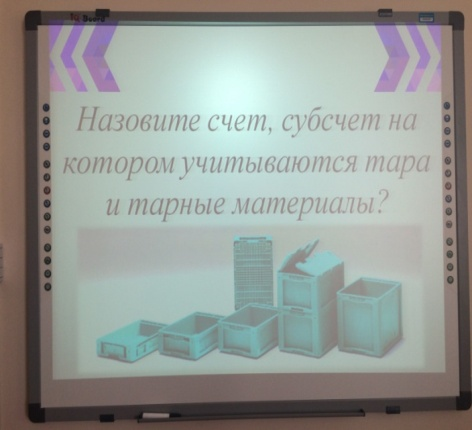 Назовите счет, субсчет на
котором учитываются тара
и тарные материалы?